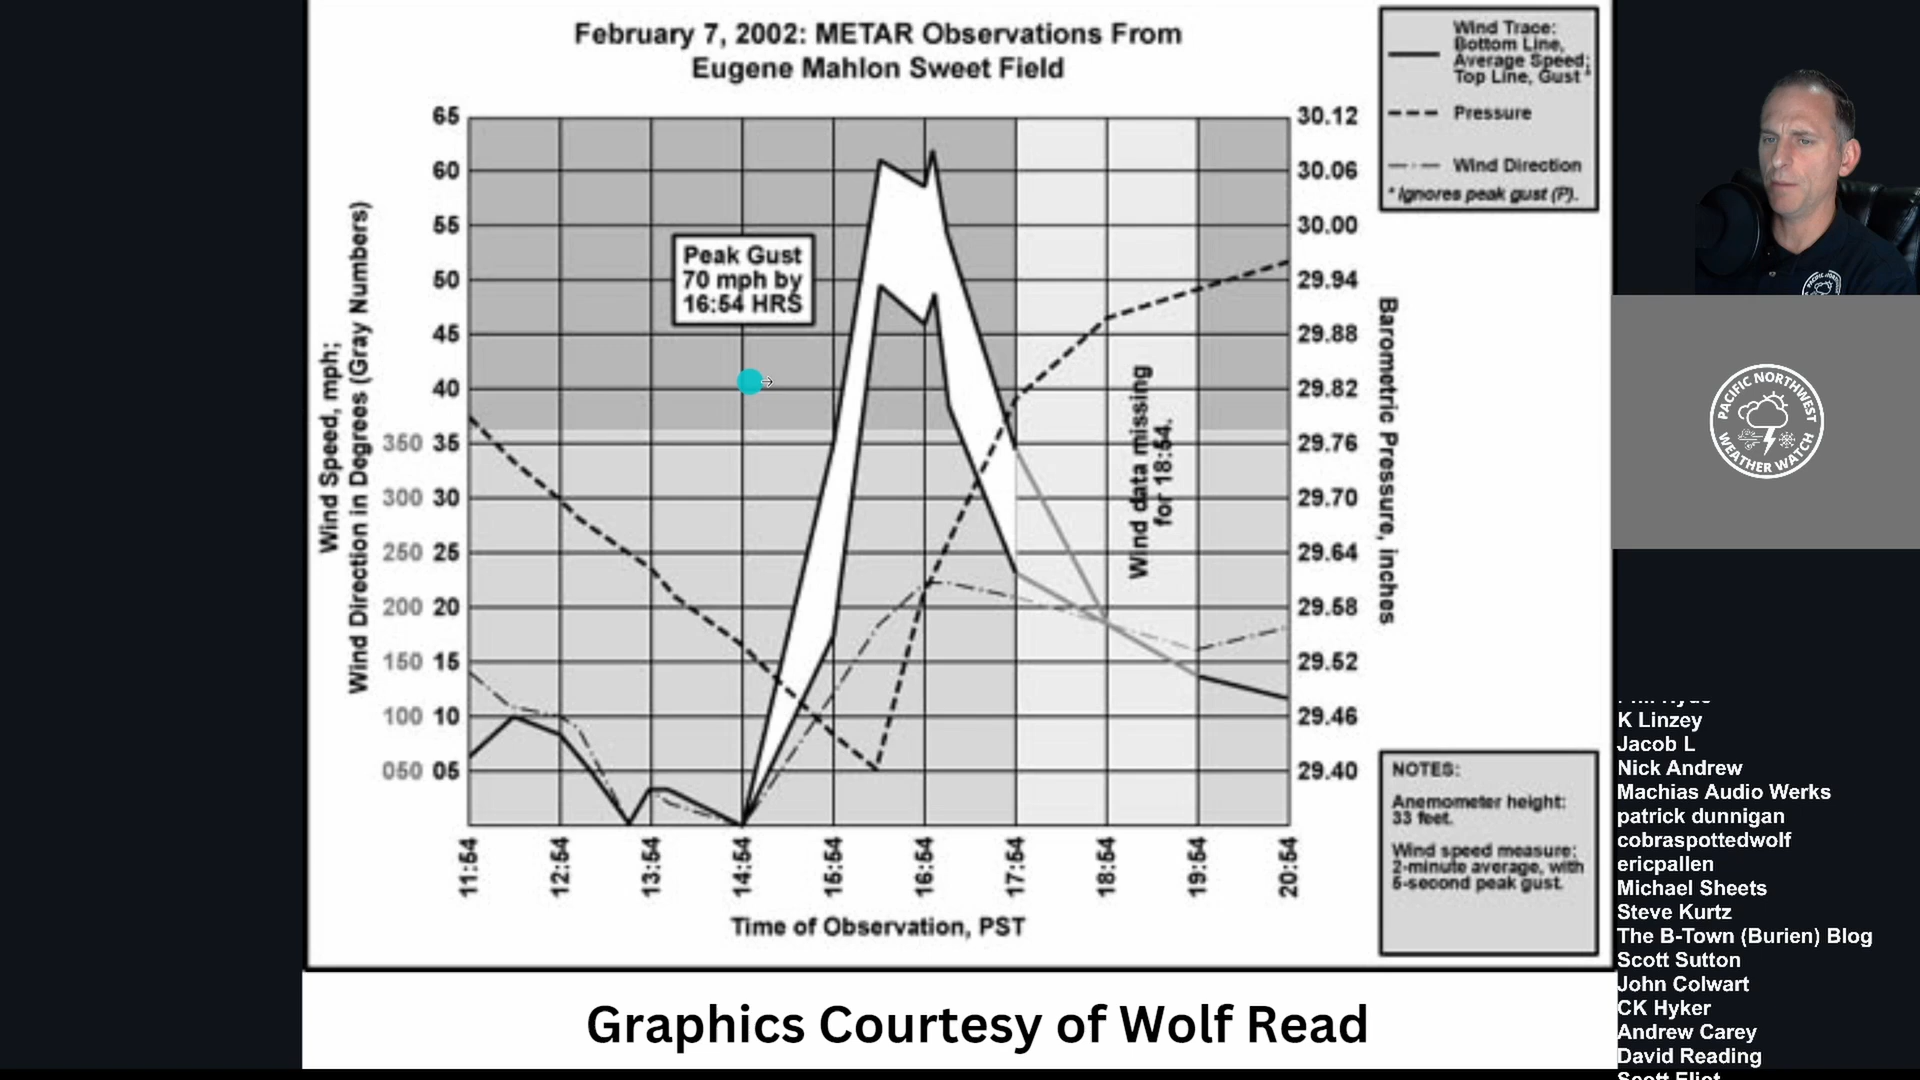 February 7, 2002: METAR Observations From
Eugene Mahlon Sweet Field
Wind Trace:
Bottom Line,
Average Speed;
Top Line, Gust *
Pressure
Wind Direction
* Ignores peak gust (P).
65
60
55
50
45
40
350 35
300 30
250 25
200 20
150 15
100 10
050 05
Wind Speed, mph;
Wind Direction in Degrees (Gray Numbers)
Peak Gust
70 mph by
16:54 HRS
Wind data missing
for 18:54.
30.12
30.06
30.00
29.94
29.88
29.82
29.76
29.70
29.64
29.58
29.52
29.46
29.40
Barometric Pressure, inches
11:54
12:54
13:54
14:54
15:54
16:54
17:54
18:54
19:54
20:54
Time of Observation, PST
NOTES:
Anemometer height:
33 feet.
Wind speed measure:
2-minute average, with
5-second peak gust.
Graphics Courtesy of Wolf Read
PACIFIC NORTHWEST
WEATHER WATCH
K Linzey
Jacob L
Nick Andrew
Machias Audio Werks
patrick dunnigan
cobraspottedwolf
ericpallen
Michael Sheets
Steve Kurtz
The B-Town (Burien) Blog
Scott Sutton
John Colwart
CK Hyker
Andrew Carey
David Reading